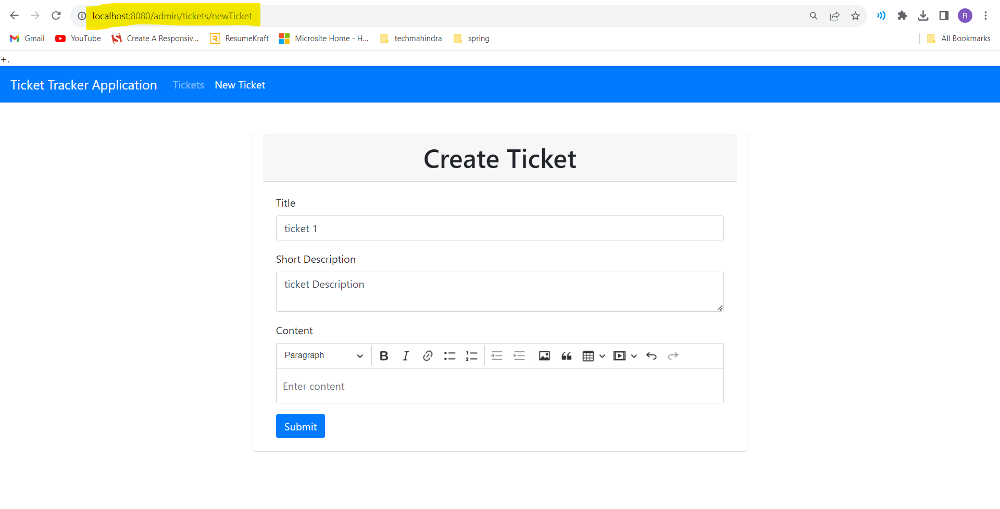 localhost:8080/admin/tickets/newTicket
R
Gmail YouTube Create A Responsiv... ResumeKraft Microsite Home - H... techmahindra spring All Bookmarks
+.
Ticket Tracker Application Tickets New Ticket
Create Ticket
Title
ticket 1
Short Description
ticket Description
Content
Paragraph
Enter content
Submit